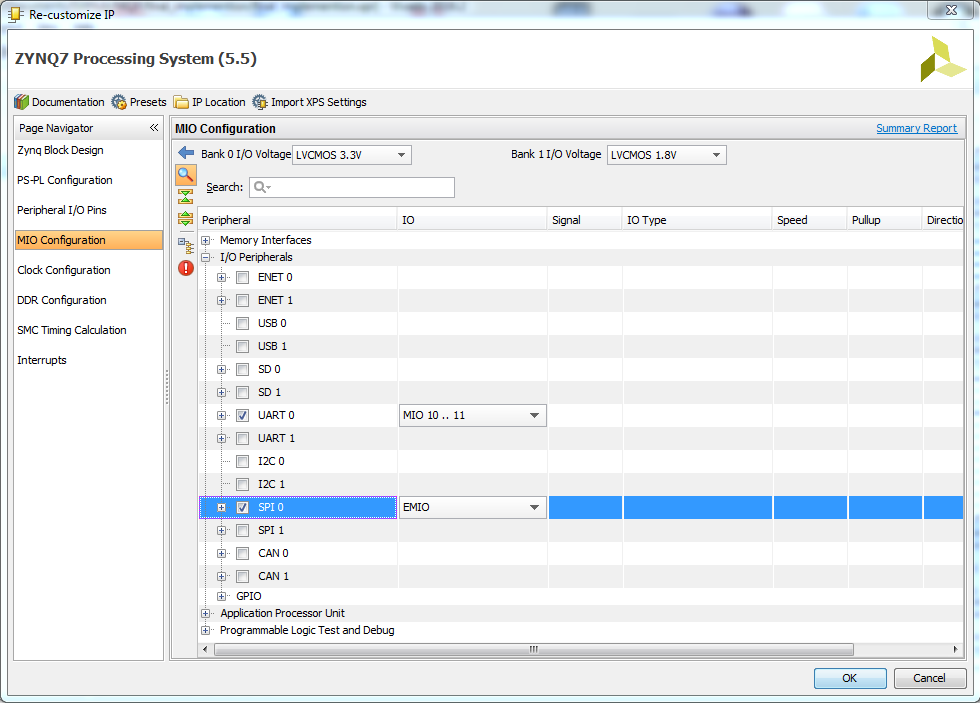 Re-customize IP
ZYNQ7 Processing System (5.5)
Documentation Presets IP Location Import XPS Settings
Page Navigator «
Zynq Block Design
PS-PL Configuration
Peripheral I/O Pins
MIO Configuration
Clock Configuration
DDR Configuration
SMC Timing Calculation
Interrupts
MIO Configuration Summary Report
Bank 0 I/O Voltage LVCMOS 3.3V Bank 1 I/O Voltage LVCMOS 1.8V
Search:
Peripheral IO Signal IO Type Speed Pullup Directio
Memory Interfaces
I/O Peripherals
ENET 0
ENET 1
USB 0
USB 1
SD 0
SD 1
UART 0 MIO 10 .. 11
UART 1
I2C 0
I2C 1
SPI 0 EMIO
SPI 1
CAN 0
CAN 1
GPIO
Application Processor Unit
Programmable Logic Test and Debug
OK Cancel